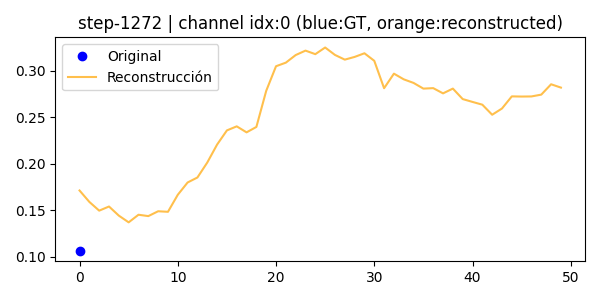 step-1272 | channel idx:0 (blue:GT, orange:reconstructed)
Original
Reconstrucción
0.30
0.25
0.20
0.15
0.10
0 10 20 30 40 50